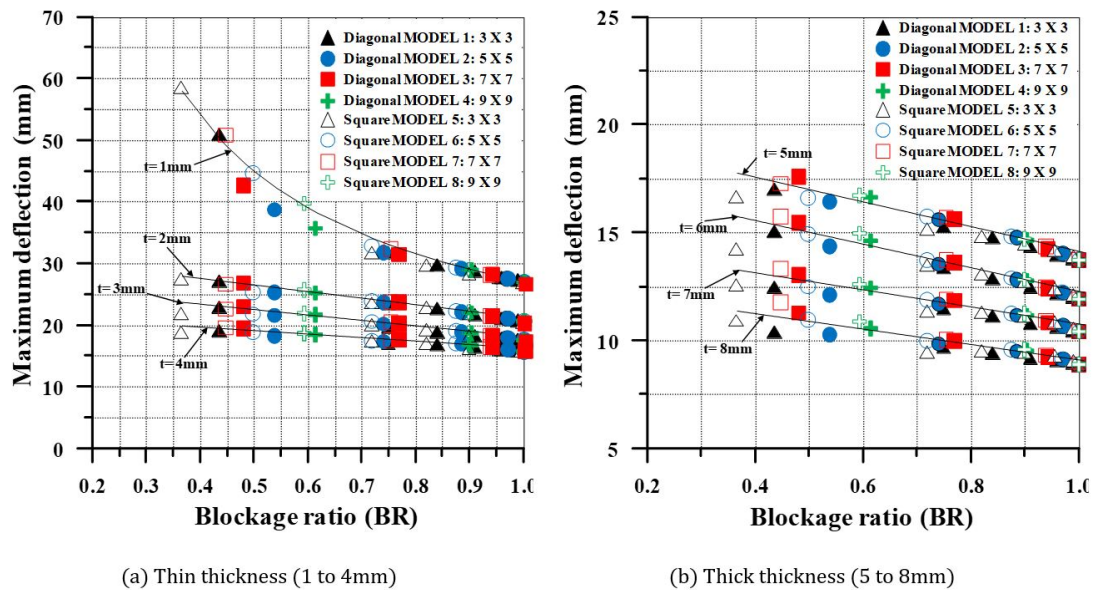 70
60
50
40
30
20
10
0
Maximum deflection (mm)
Diagonal MODEL 1: 3 X 3
Diagonal MODEL 2: 5 X 5
Diagonal MODEL 3: 7 X 7
Diagonal MODEL 4: 9 X 9
Square MODEL 5: 3 X 3
Square MODEL 6: 5 X 5
Square MODEL 7: 7 X 7
Square MODEL 8: 9 X 9
t=1mm
t=2mm
t=3mm
t=4mm
0.2 0.3 0.4 0.5 0.6 0.7 0.8 0.9 1.0
Blockage ratio (BR)
(a) Thin thickness (1 to 4mm)
25
20
15
10
5
Maximum deflection (mm)
Diagonal MODEL 1: 3 X 3
Diagonal MODEL 2: 5 X 5
Diagonal MODEL 3: 7 X 7
Diagonal MODEL 4: 9 X 9
Square MODEL 5: 3 X 3
Square MODEL 6: 5 X 5
Square MODEL 7: 7 X 7
Square MODEL 8: 9 X 9
t=5mm
t=6mm
t=7mm
t=8mm
0.2 0.4 0.6 0.8 1.0
Blockage ratio (BR)
(b) Thick thickness (5 to 8mm)